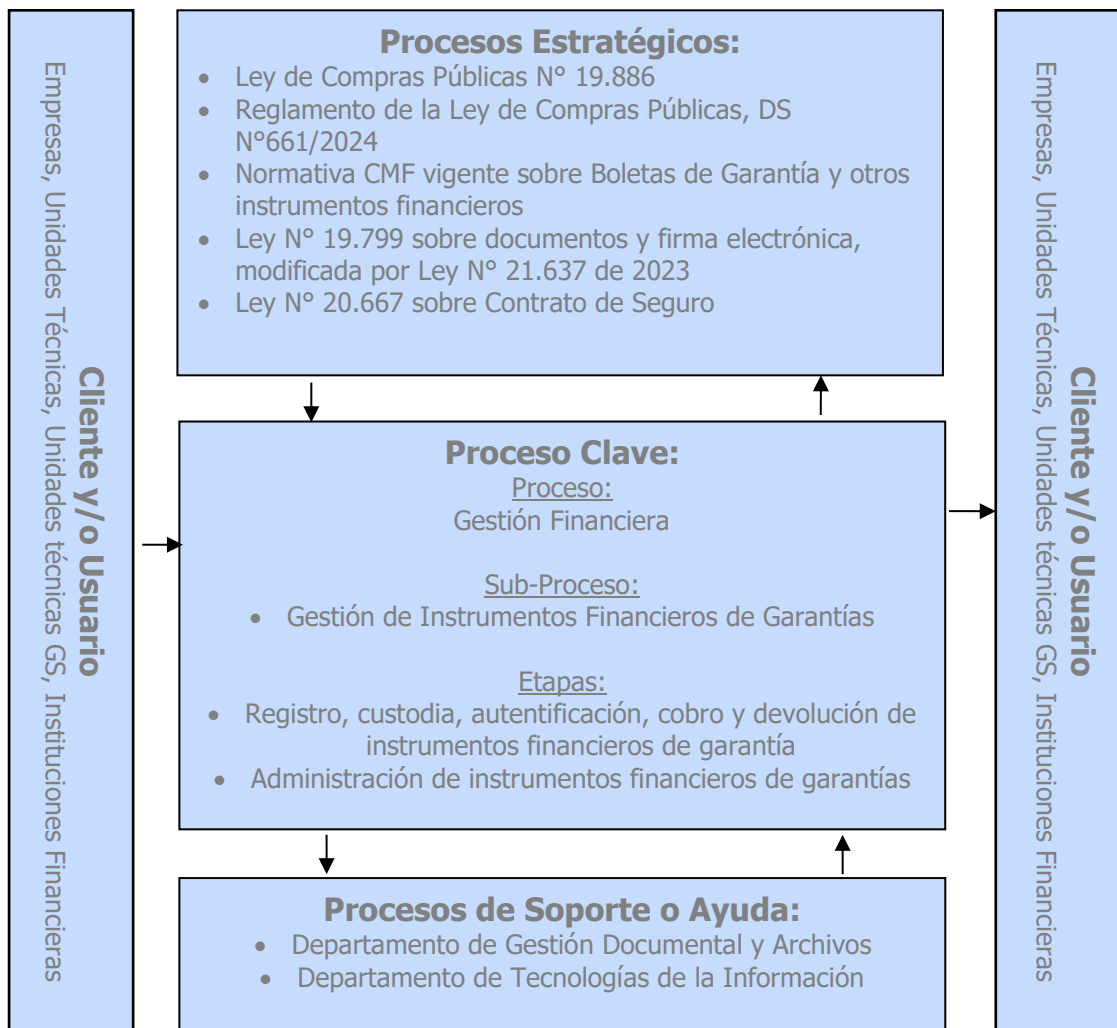 Empresas, Unidades Técnicas, Unidades técnicas GS, Instituciones Financieras
Cliente y/o Usuario
Procesos Estratégicos:
• Ley de Compras Públicas N° 19.886
• Reglamento de la Ley de Compras Públicas, DS
N°661/2024
• Normativa CMF vigente sobre Boletas de Garantía y otros
instrumentos financieros
• Ley N° 19.799 sobre documentos y firma electrónica,
modificada por Ley N° 21.637 de 2023
• Ley N° 20.667 sobre Contrato de Seguro
Proceso Clave:
Proceso:
Gestión Financiera
Sub-Proceso:
• Gestión de Instrumentos Financieros de Garantías
Etapas:
• Registro, custodia, autentificación, cobro y devolución de
instrumentos financieros de garantía
• Administración de instrumentos financieros de garantías
Procesos de Soporte o Ayuda:
• Departamento de Gestión Documental y Archivos
• Departamento de Tecnologías de la Información
Empresas, Unidades Técnicas, Unidades técnicas GS, Instituciones Financieras
Cliente y/o Usuario